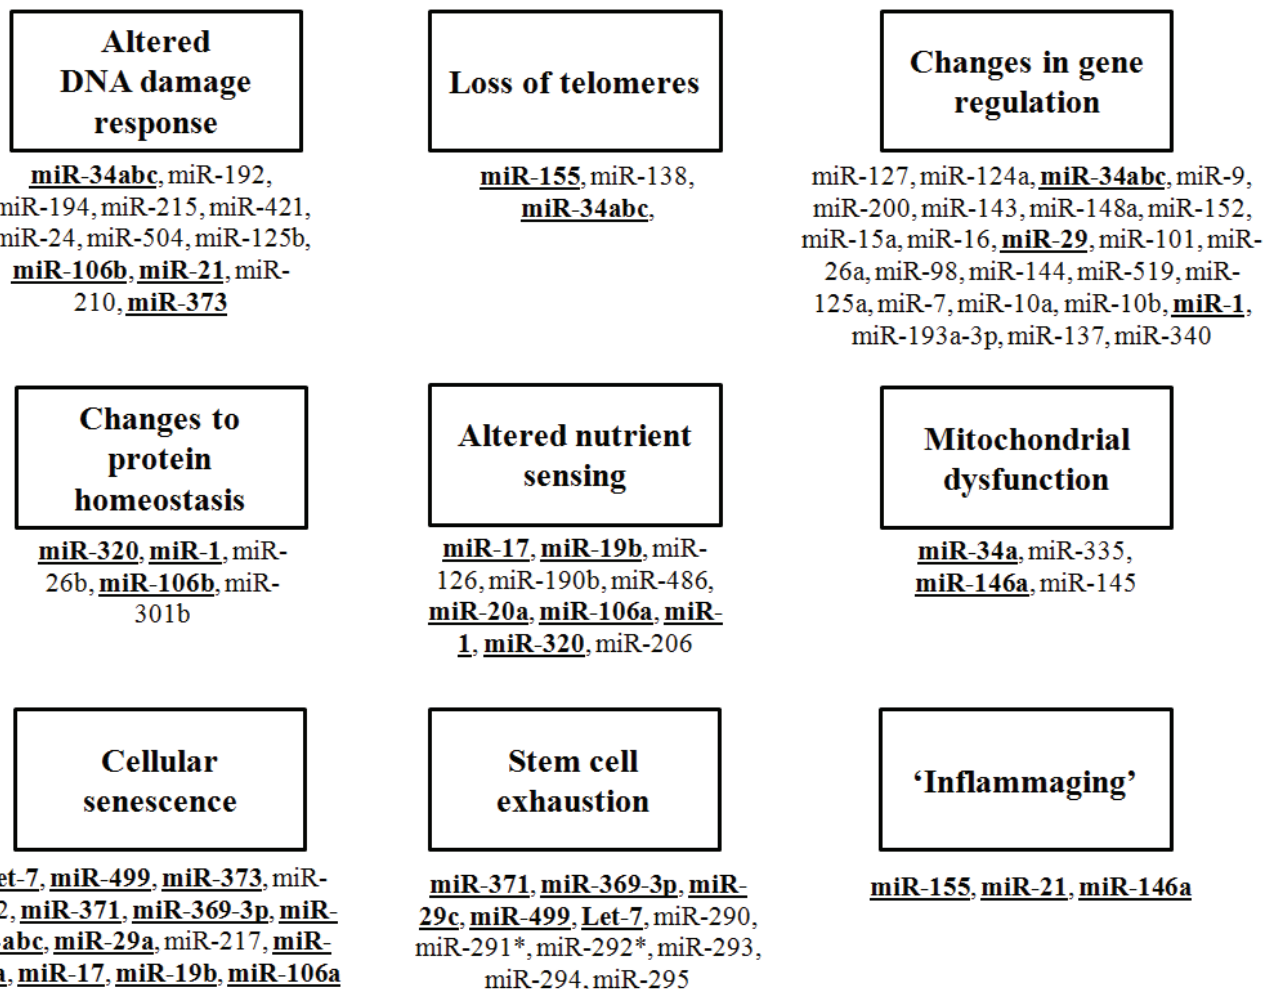 Altered
DNA damage
response
miR-34abc, miR-192,
miR-194, miR-215, miR-421,
miR-24, miR-504, miR-125b,
miR-106b, miR-21, miR-
210, miR-373
Loss of telomeres
miR-155, miR-138,
miR-34abc,
Changes in gene
regulation
miR-127, miR-124a, miR-34abc, miR-9,
miR-200, miR-143, miR-148a, miR-152,
miR-15a, miR-16, miR-29, miR-101, miR-
26a, miR-98, miR-144, miR-519, miR-
125a, miR-7, miR-10a, miR-10b, miR-1,
miR-193a-3p, miR-137, miR-340
Changes to
protein
homeostasis
miR-320, miR-1, miR-
26b, miR-106b, miR-
301b
Altered nutrient
sensing
miR-17, miR-19b, miR-
126, miR-190b, miR-486,
miR-20a, miR-106a, miR-
1, miR-320, miR-206
Mitochondrial
dysfunction
miR-34a, miR-335,
miR-146a, miR-145
Cellular
senescence
et-7, miR-499, miR-373, miR-
2, miR-371, miR-369-3p, miR-
abc, miR-29a, miR-217, miR-
a, miR-17, miR-19b, miR-106a
Stem cell
exhaustion
miR-371, miR-369-3p, miR-
29c, miR-499, Let-7, miR-290,
miR-291*, miR-292*, miR-293,
miR-294, miR-295
‘Inflammaging’
miR-155, miR-21, miR-146a